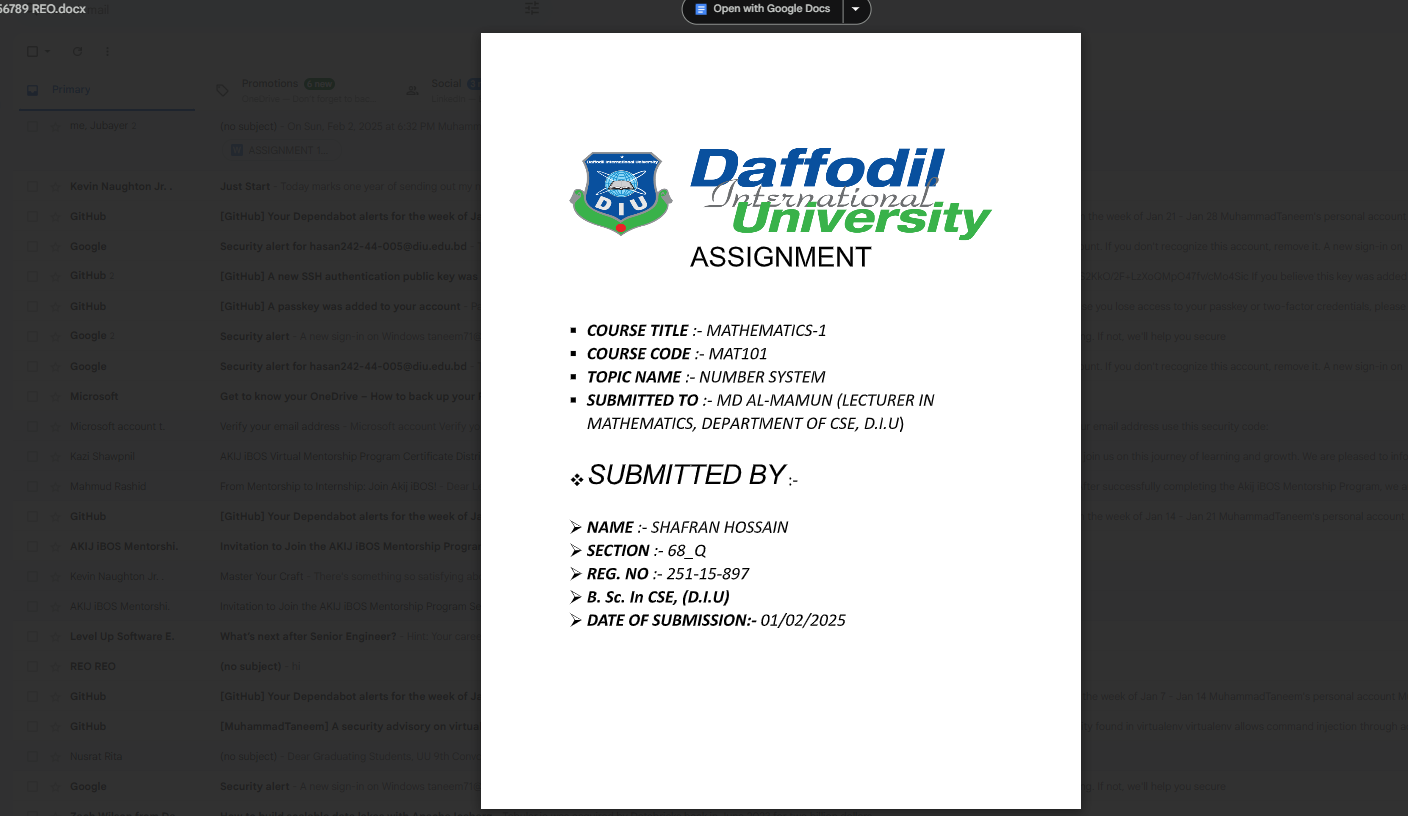 56789 REO.docx
Open with Google Docs
Primary
Promotions
Social
me, Jubayer 2
(no subject) - On Sun, Feb 2, 2025 at 6:33 PM Muhamm
ASSIGNMENT 1...
Kevin Naughton Jr. .
Just Start - Today marks one year of sending out my n
GitHub
[GitHub] Your Dependabot alerts for the week of Ja
the week of Jan 21 - Jan 28 MuhammadTaneem's personal account
Google
Security alert for hasan242-44-005@diu.edu.bd
unt. If you don't recognize this account, remove it. A new sign-in on
GitHub 2
[GitHub] A new SSH authentication public key was
If you believe this key was added
GitHub
[GitHub] A passkey was added to your account
you lose access to your passkey or two-factor credentials, please
Google 2
Security alert - A new sign-in on Windows
If not, we'll help you secure
Google
Security alert for hasan242-44-005@diu.edu.bd
unt. If you don't recognize this account, remove it. A new sign-in on
Microsoft
Get to know your OneDrive – How to back up your
Microsoft account t.
Verify your email address - Microsoft account Verify yo
ur email address use this security code:
Kazi Shawpnil
AKIJ iBOS Virtual Mentorship Program Certificate Distri
join us on this journey of learning and growth. We are pleased to info
Mahmud Rashid
From Mentorship to Internship: Join Akij iBOS! - Dear
fter successfully completing the Akij iBOS Mentorship Program, we a
GitHub
[GitHub] Your Dependabot alerts for the week of Ja
the week of Jan 14 - Jan 21 MuhammadTaneem's personal account
AKIJ iBOS Mentorshi.
Invitation to Join the AKIJ iBOS Mentorship Program
Kevin Naughton Jr.
Master Your Craft - There's something so satisfying
AKIJ iBOS Mentorshi.
Invitation to Join the AKIJ iBOS Mentorship Program Se
Level Up Software E.
What's next after Senior Engineer? - Hint: Your caree
REO REO
(no subject) - hi
GitHub
[GitHub] Your Dependabot alerts for the week of Ja
the week of Jan 7 - Jan 14 MuhammadTaneem's personal account M
GitHub
[MuhammadTaneem] A security advisory on virtua
y found in virtualenv virtualenv allows command injection through a
Nusrat Rita
(no subject) - Dear Graduating Students, UU 9th Convo
Google
Security alert - A new sign-in on Windows
If not, we'll help you secure
Daffodil International University
DIU
Daffodil
International
University
ASSIGNMENT
▪ COURSE TITLE :- MATHEMATICS-1
▪ COURSE CODE :- MAT101
▪ TOPIC NAME :- NUMBER SYSTEM
▪ SUBMITTED TO :- MD AL-MAMUN (LECTURER IN
MATHEMATICS, DEPARTMENT OF CSE, D.I.U)
❖ SUBMITTED BY :-
➢ NAME :- SHAFRAN HOSSAIN
➢ SECTION :- 68_Q
➢ REG. NO :- 251-15-897
➢ B. Sc. In CSE, (D.I.U)
➢ DATE OF SUBMISSION:- 01/02/2025